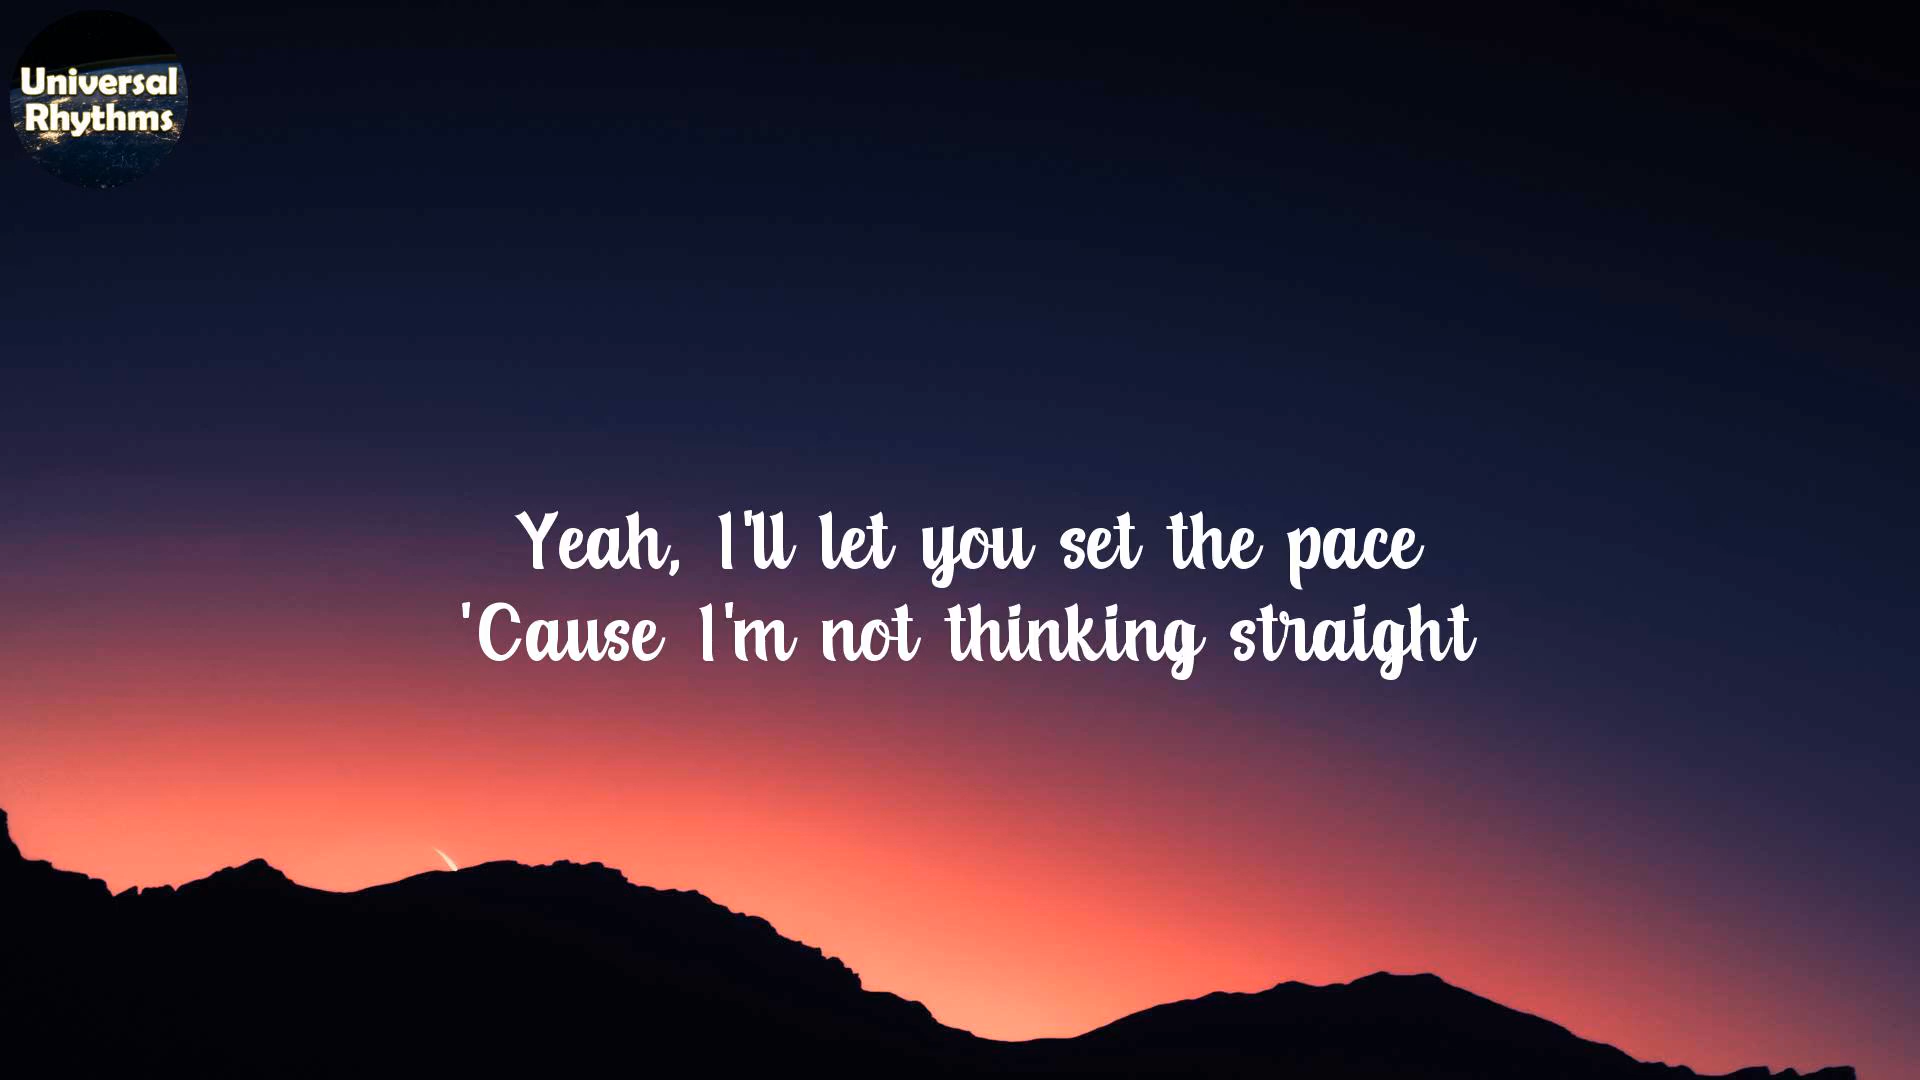 Universal
Rhythms
Yeah, I'll let you set the pace
'Cause I'm not thinking straight